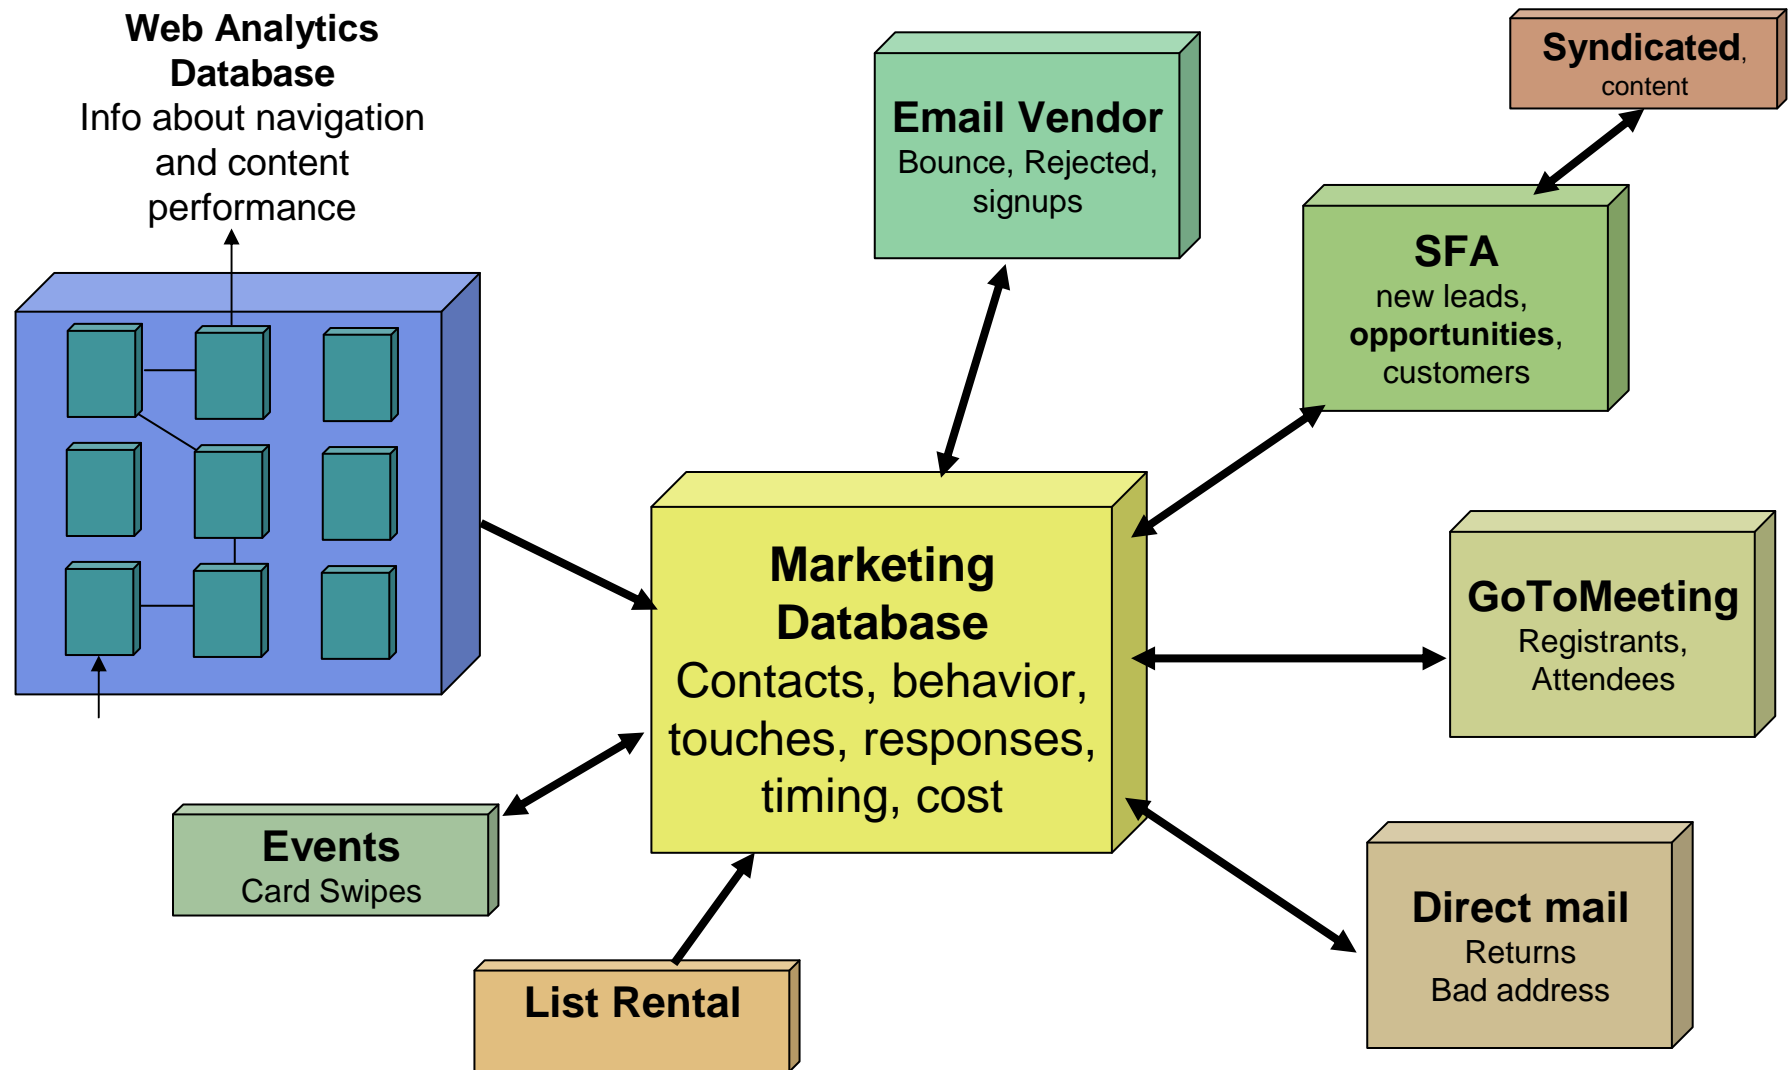 Web Analytics
Database
Info about navigation
and content
performance
Email Vendor
Bounce, Rejected,
signups
Syndicated,
content
SFA
new leads,
opportunities,
customers
Marketing
Database
Contacts, behavior,
touches, responses,
timing, cost
GoToMeeting
Registrants,
Attendees
Events
Card Swipes
Direct mail
Returns
Bad address
List Rental